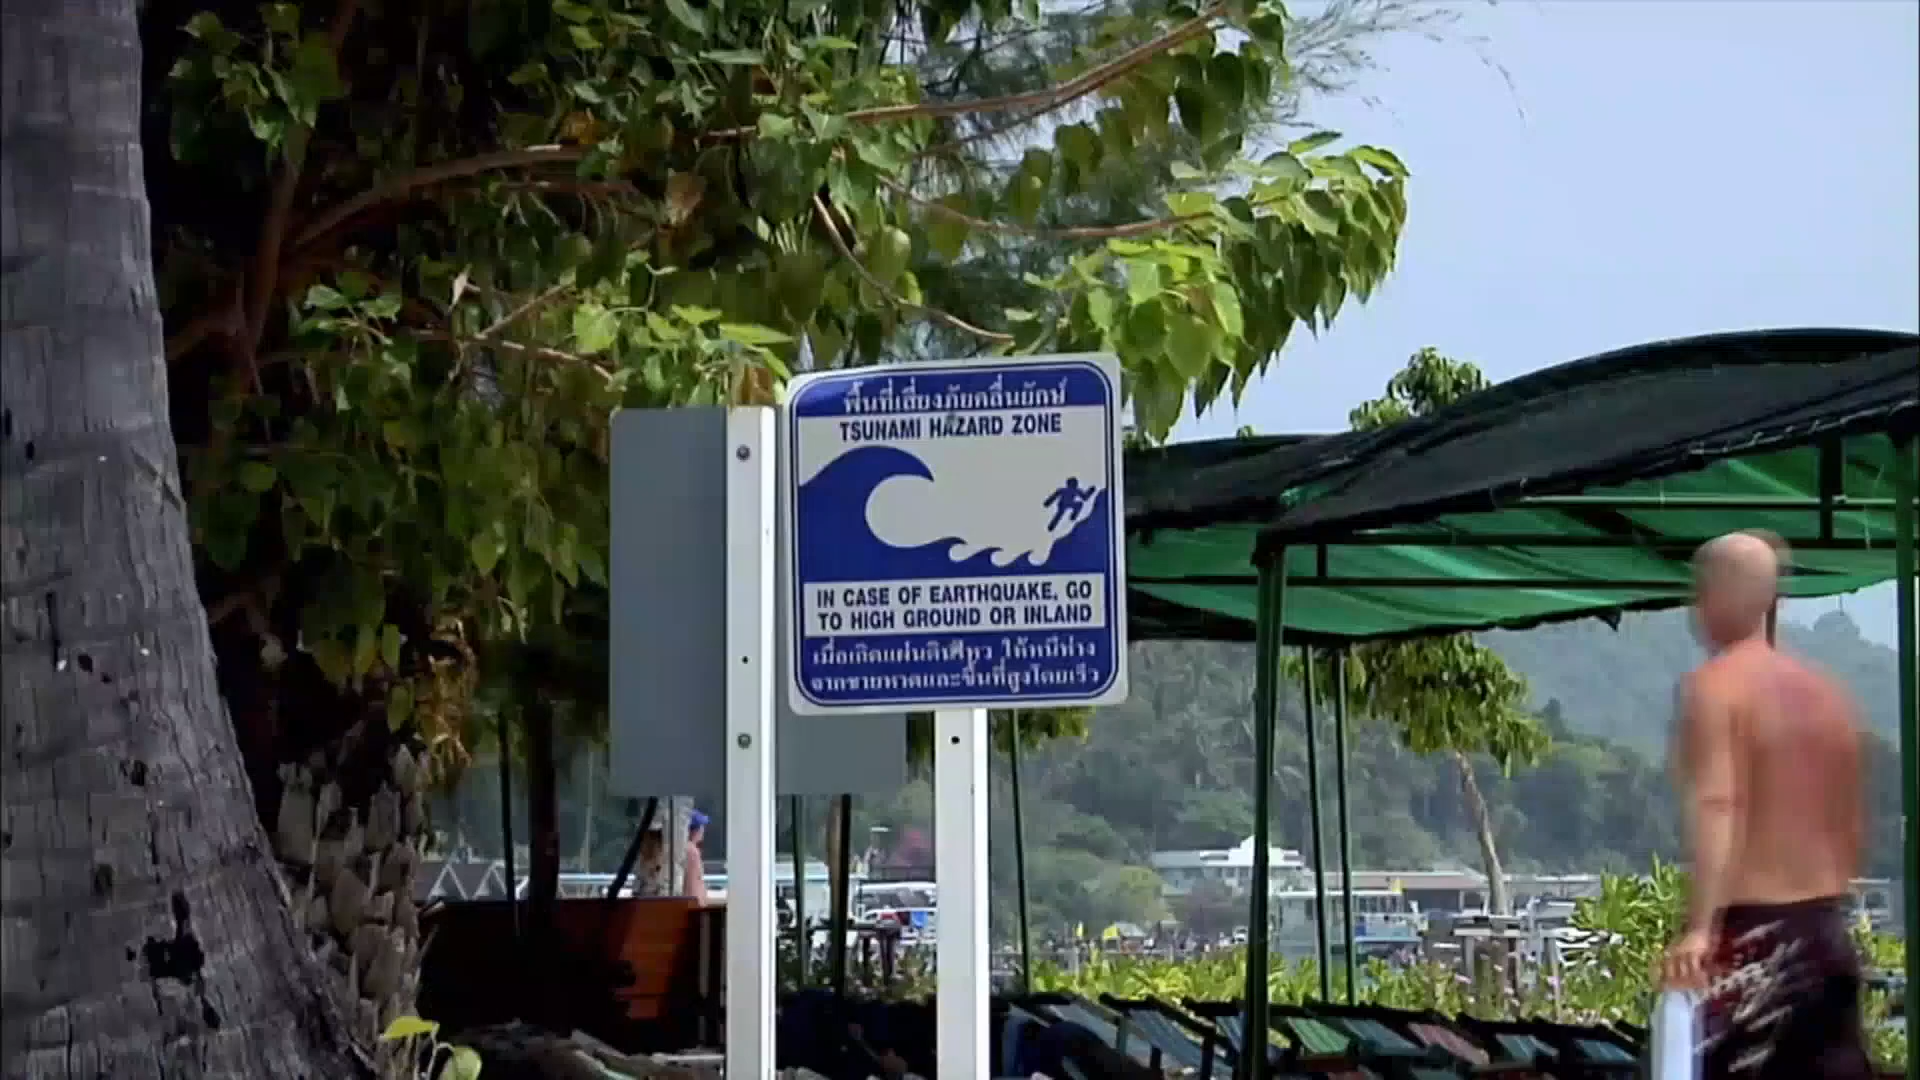 พื้นที่เสี่ยงภัยคลื่นยักษ์
TSUNAMI HAZARD ZONE
IN CASE OF EARTHQUAKE, GO
TO HIGH GROUND OR INLAND
เมื่อเกิดแผ่นดินไหว ให้หนีห่าง
จากชายหาดและขึ้นที่สูงโดยเร็ว